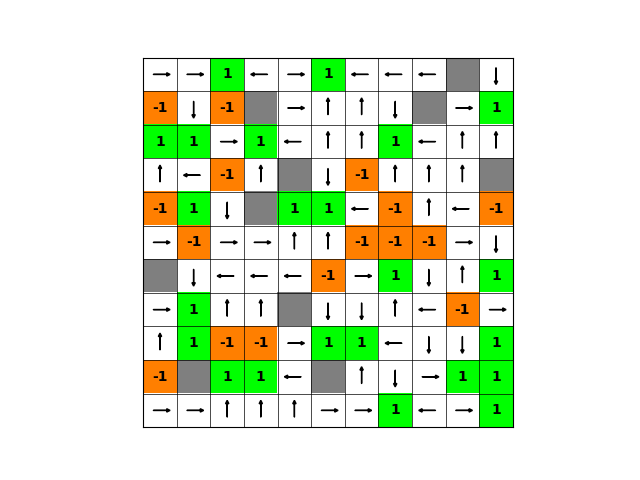 → → 1 ← → 1 ← ← ← ↓
-1 ↓ -1 → ↑ ↑ ↓ → 1
1 1 → 1 ← ↑ ↑ 1 ← ↑ ↑
↑ ← -1 ↑ ↓ -1 ↑ ↑ ↑
-1 1 ↓ 1 1 ← -1 ↑ ← -1
→ -1 → → ↑ ↑ -1 -1 -1 → ↓
↓ ← ← ← -1 → 1 ↓ ↑ 1
→ 1 ↑ ↑ ↓ ↓ ↑ ← -1 →
↑ 1 -1 -1 → 1 1 ← ↓ ↓ 1
-1 1 1 ← ↑ ↓ → 1 1
→ → ↑ ↑ ↑ → → 1 ← → 1